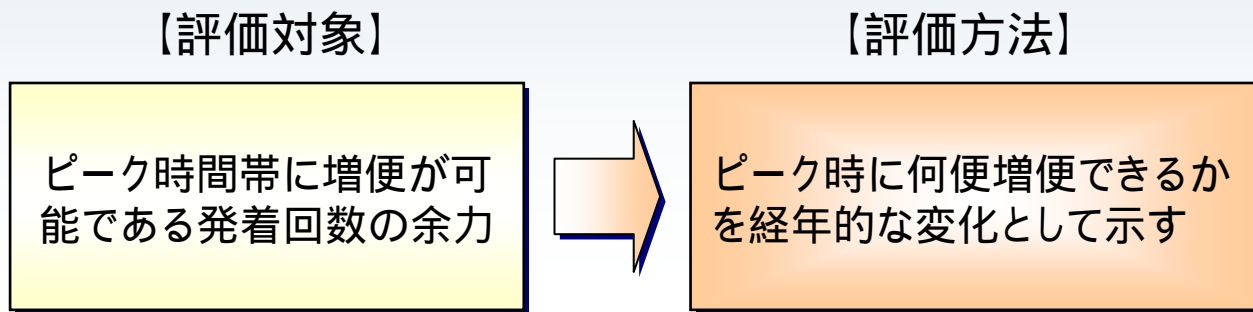 【評価対象】
ピーク時間帯に増便が可
能である発着回数の余力
【評価方法】
ピーク時に何便増便できるか
を経年的な変化として示す